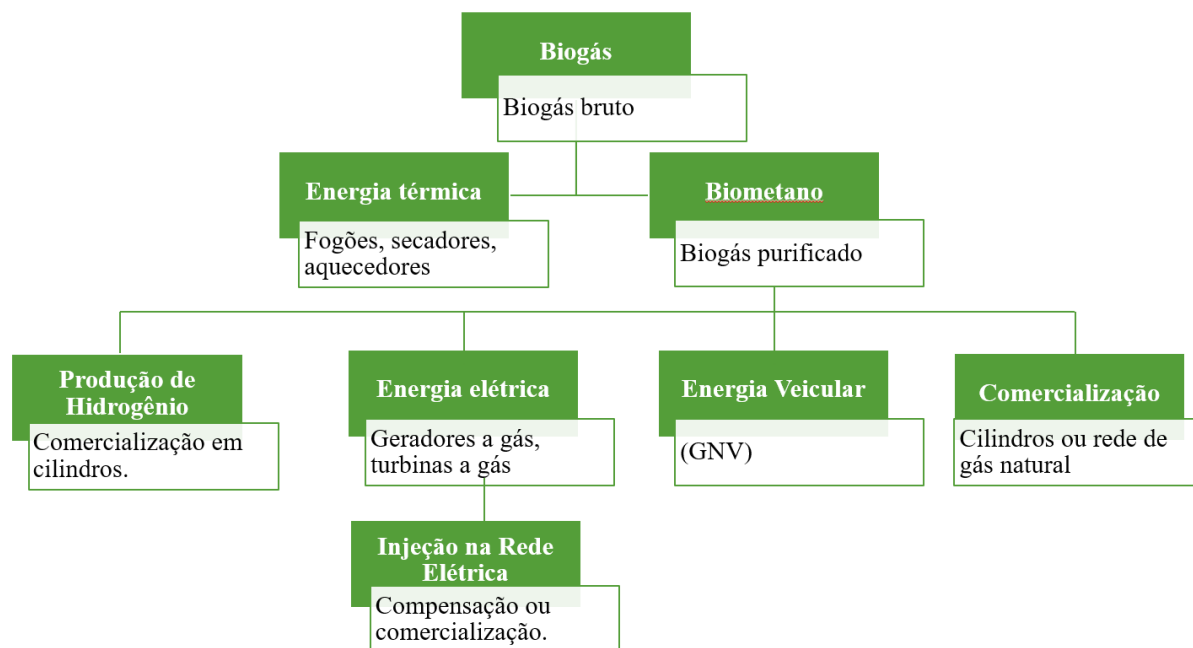 Biogás
Biogás bruto
Energia térmica
Fogões, secadores,
aquecedores
Biometano
Biogás purificado
Produção de
Hidrogênio
Comercialização em
cilindros.
Energia elétrica
Geradores a gás,
turbinas a gás
Energia Veicular
(GNV)
Comercialização
Cilindros ou rede de
gás natural
Injeção na Rede
Elétrica
Compensação ou
comercialização.